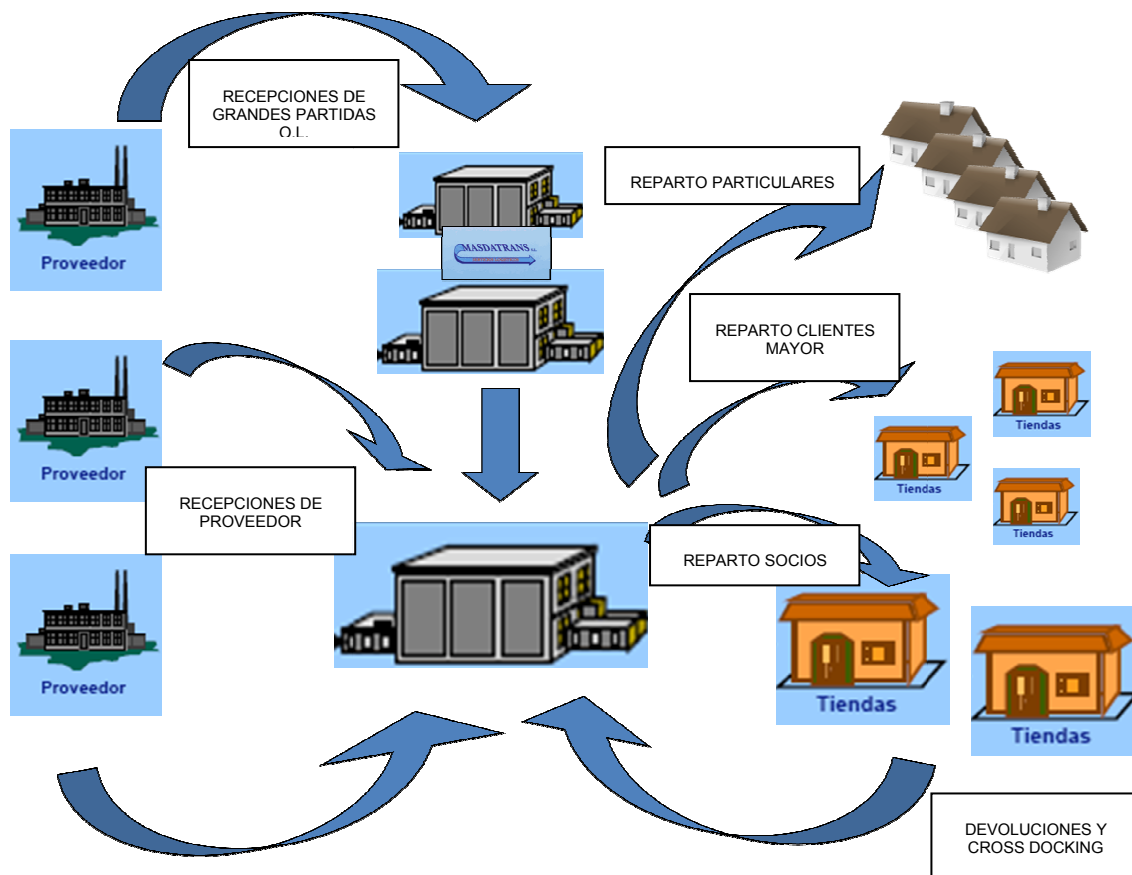 RECEPCIONES DE
GRANDES PARTIDAS
O.L.
Proveedor
MASDATRANS
REPARTO PARTICULARES
REPARTO CLIENTES
MAYOR
Proveedor
RECEPCIONES DE
PROVEEDOR
Tiendas
Tiendas
Tiendas
REPARTO SOCIOS
Proveedor
Tiendas
Tiendas
DEVOLUCIONES Y
CROSS DOCKING